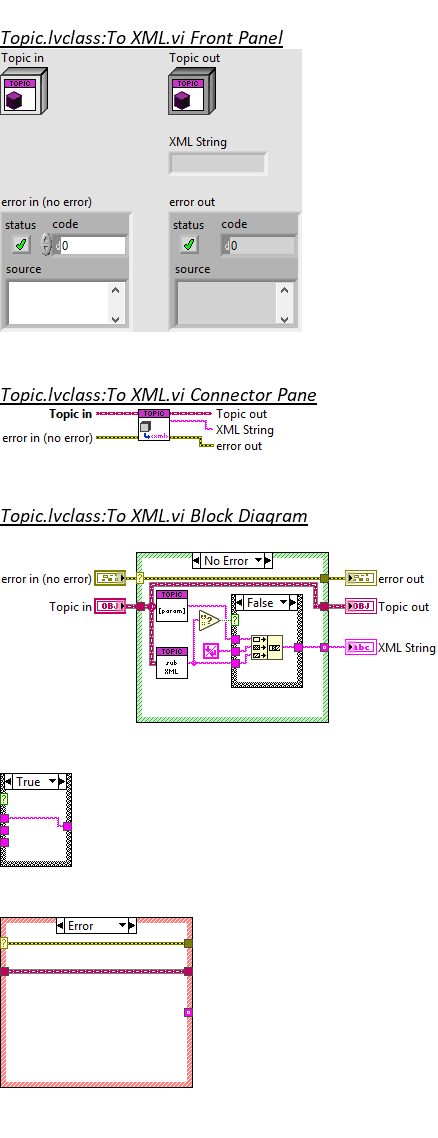 Topic.lvclass:To XML.vi Front Panel
Topic in Topic out
TOPIC TOPIC
XML String
error in (no error) error out
status code status code
d0 d0
source source
Topic.lvclass:To XML.vi Connector Pane
Topic in TOPIC Topic out
XML String
error in (no error) error out
Topic.lvclass:To XML.vi Block Diagram
No Error
error in (no error) ? error out
Topic in OBJ TOPIC False OBJ Topic out
[param] ?
TOPIC abc XML String
sub
XML
True
?
Error
?